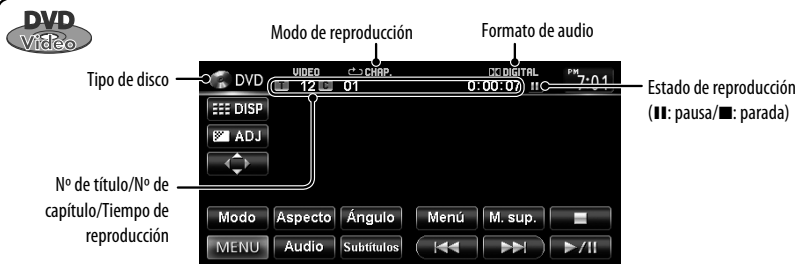 DVD
Video
Modo de reproducción
Formato de audio
Tipo de disco
DVD
VIDEO
CHAP.
DIGITAL
PM 7:01
T 12 C 01 0:00:07
Estado de reproducción
(⏸: pausa/■: parada)
DISP
ADJ
Nº de título/Nº de
capítulo/Tiempo de
reproducción
Modo Aspecto Ángulo Menú M. sup.
MENU Audio Subtítulos